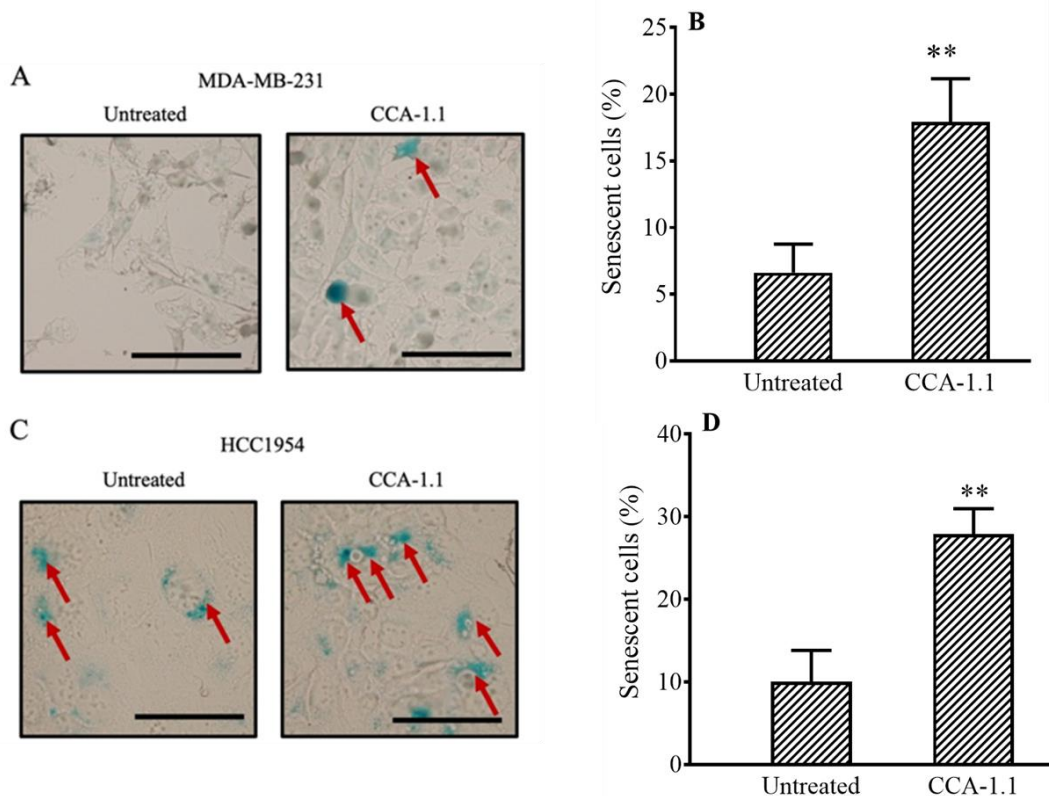 A
MDA-MB-231
Untreated
CCA-1.1
B
Senescent cells (%)
25
20
15
10
5
0
**
Untreated
CCA-1.1
C
HCC1954
Untreated
CCA-1.1
D
Senescent cells (%)
40
30
20
10
0
**
Untreated
CCA-1.1